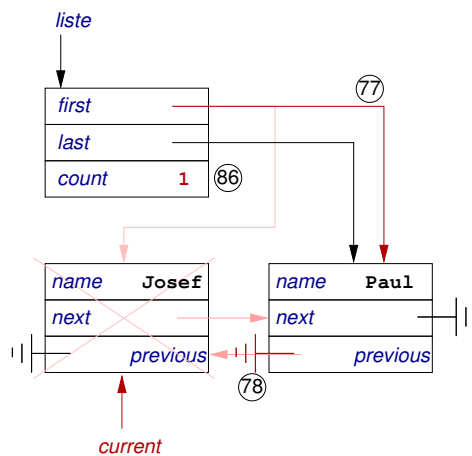 liste
77
first
last
count 1 86
name Josef
next
previous
name Paul
next
previous
78
current